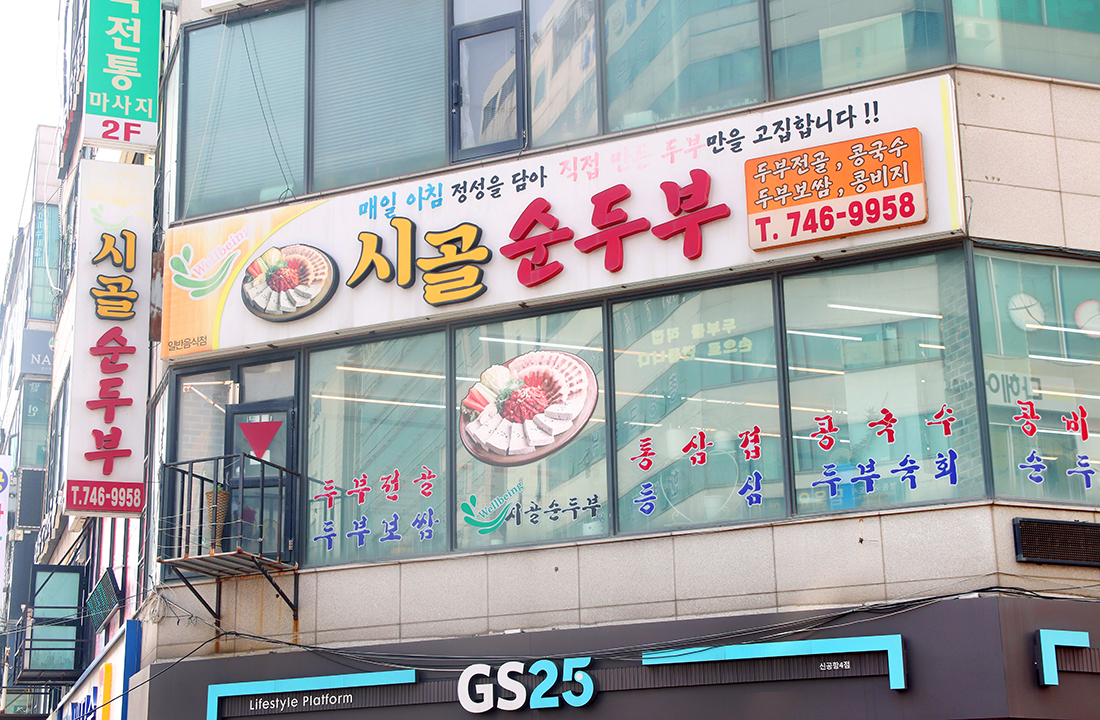 전통
마사지
2F
시골
순두부
T.746-9958
매일 아침 정성을 담아 직접 만든 두부만을 고집합니다!!
Wellbeing
시골 순두부
일반음식점
두부전골, 콩국수
두부보쌈, 콩비지
T. 746-9958
두부전골
두부보쌈
Wellbeing
시골순두부
통삼겹
등심
콩국수
두부숙회
콩비
순두
GS25
Lifestyle Platform
신공항4점